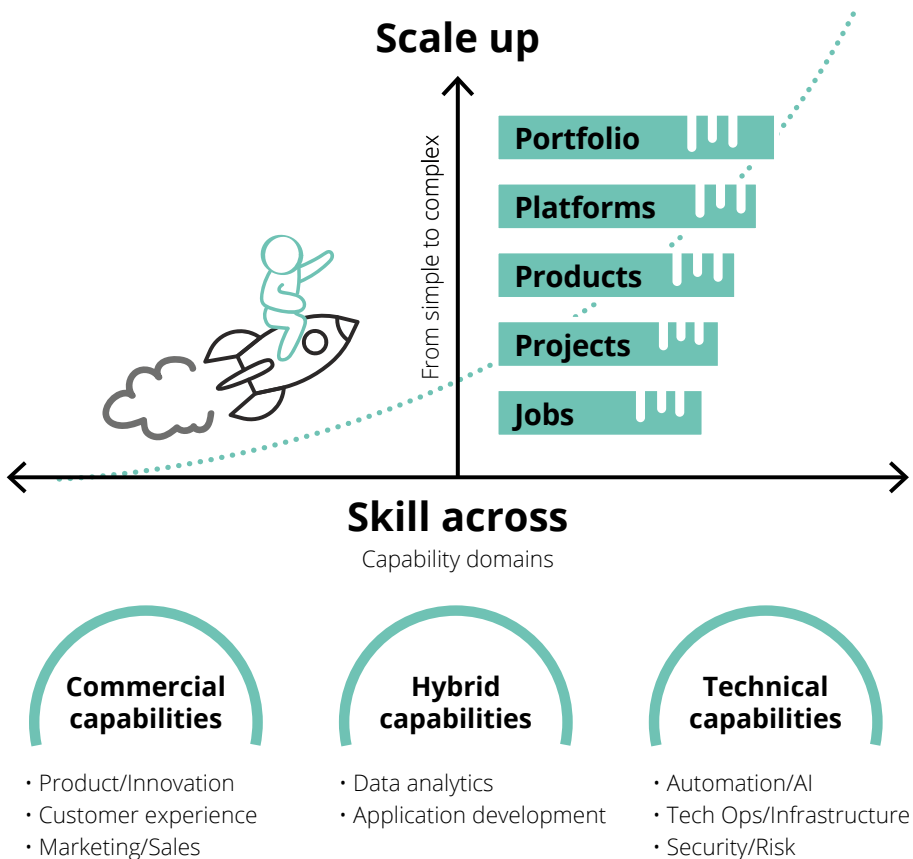 Scale up
From simple to complex
Portfolio
Platforms
Products
Projects
Jobs
Skill across
Capability domains
Commercial
capabilities
• Product/Innovation
• Customer experience
• Marketing/Sales
Hybrid
capabilities
• Data analytics
• Application development
Technical
capabilities
• Automation/AI
• Tech Ops/Infrastructure
• Security/Risk